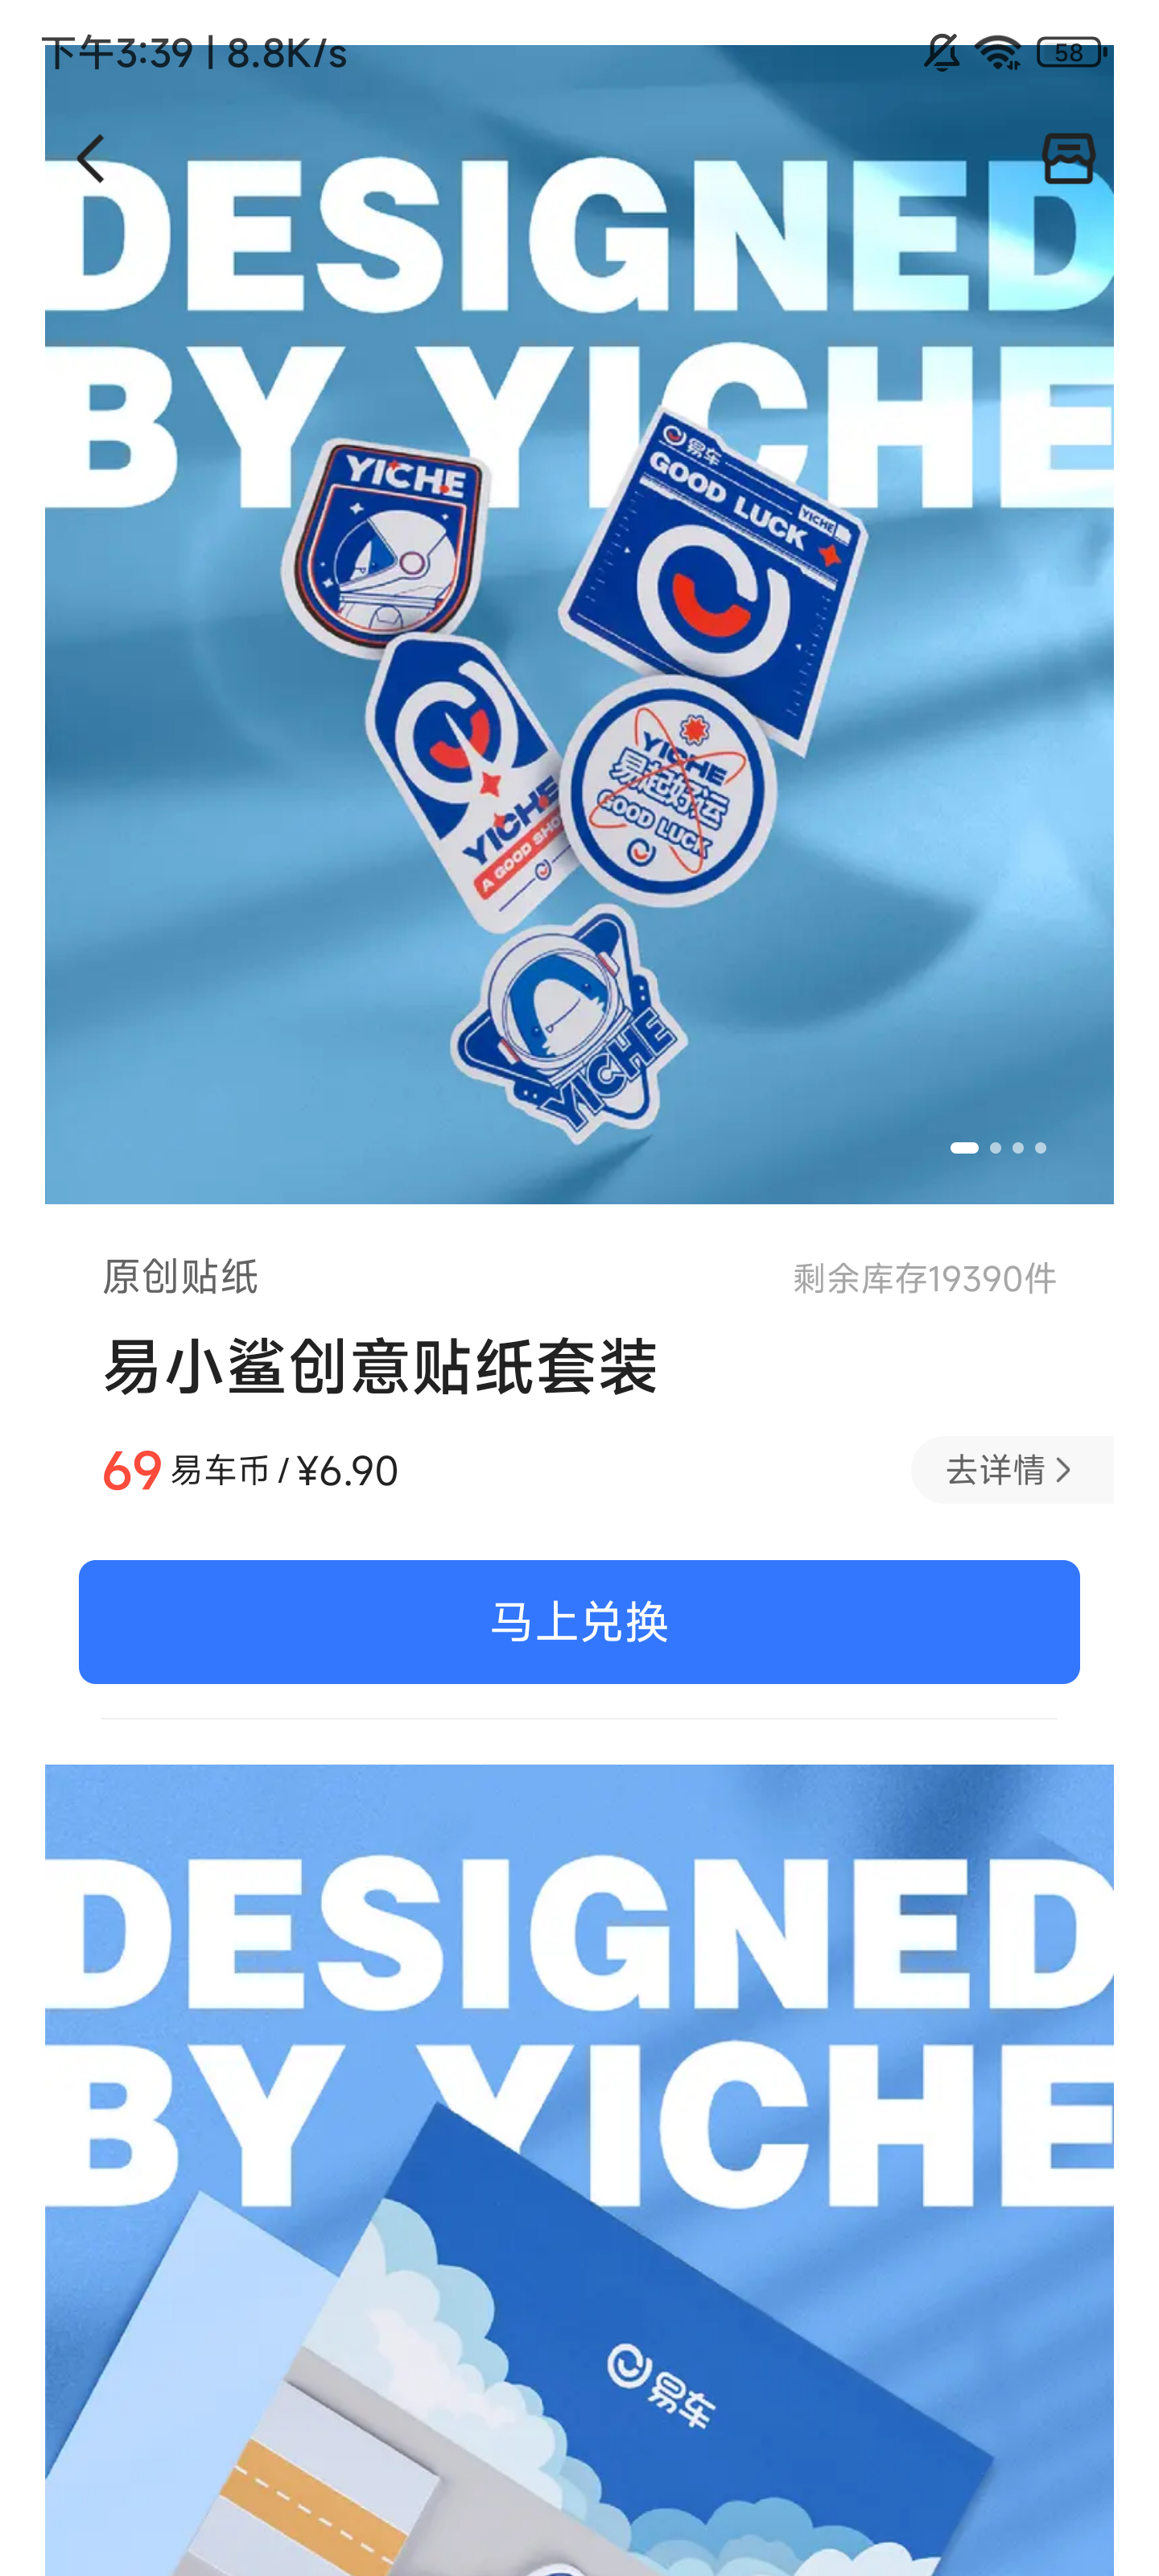 下午3:39 | 8.8K/s
58
DESIGNED
BY YICHE
YICHE
易车
GOOD LUCK
YICHE
YICHE
A GOOD SHO
YICHE
易起好运
GOOD LUCK
YICHE
原创贴纸
剩余库存19390件
易小鲨创意贴纸套装
69 易车币 / ¥6.90
去详情
马上兑换
DESIGNED
BY YICHE
易车